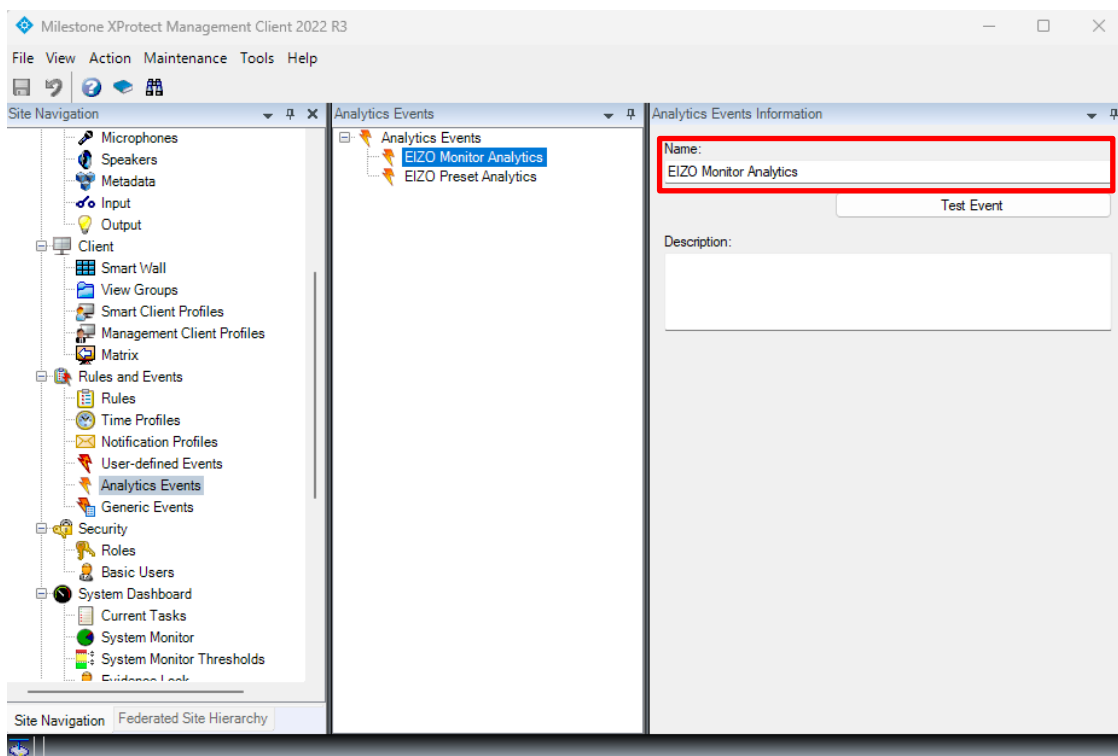 Milestone XProtect Management Client 2022 R3
File View Action Maintenance Tools Help
Site Navigation
Microphones
Speakers
Metadata
Input
Output
Client
Smart Wall
View Groups
Smart Client Profiles
Management Client Profiles
Matrix
Rules and Events
Rules
Time Profiles
Notification Profiles
User-defined Events
Analytics Events
Generic Events
Security
Roles
Basic Users
System Dashboard
Current Tasks
System Monitor
System Monitor Thresholds
Evidence Lock
Site Navigation
Federated Site Hierarchy
Analytics Events
Analytics Events
EIZO Monitor Analytics
EIZO Preset Analytics
Analytics Events Information
Name:
EIZO Monitor Analytics
Test Event
Description: